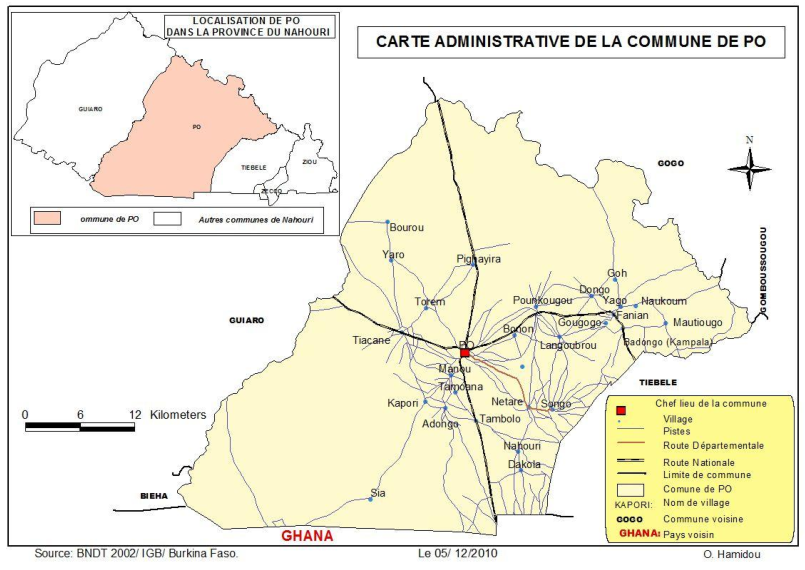 LOCALISATION DE PO
DANS LA PROVINCE DU NAHOURI
GUIARO
PO
TIEBELE
ZIOU
ZECCO
ommune de PO
Autres communes de Nahouri
CARTE ADMINISTRATIVE DE LA COMMUNE DE PO
N
GOGO
GOMBOUSSOUGOU
Bourou
Yaro
Pighayira
Goh
Dongo
Torem
Pounkougou
Yago
Naukoum
Fanian
GUIARO
Gougogo
Mautiougo
Bonon
Tiacane
PO
Langoubrou
Badongo (Kampala)
Manou
TIEBELE
Tamoana
Kapori
Netare
Songo
Adongo
Tambolo
Nahouri
Dakola
Sia
BIEHA
GHANA
0 6 12 Kilometers
Chef lieu de la commune
Village
Pistes
Route Départementale
Route Nationale
Limite de commune
Comune de PO
KAPORI: Nom de village
GOGO Commune voisine
GHANA: Pays voisin
Source: BNDT 2002/ IGB/ Burkina Faso.
Le 05/ 12/2010
O. Hamidou